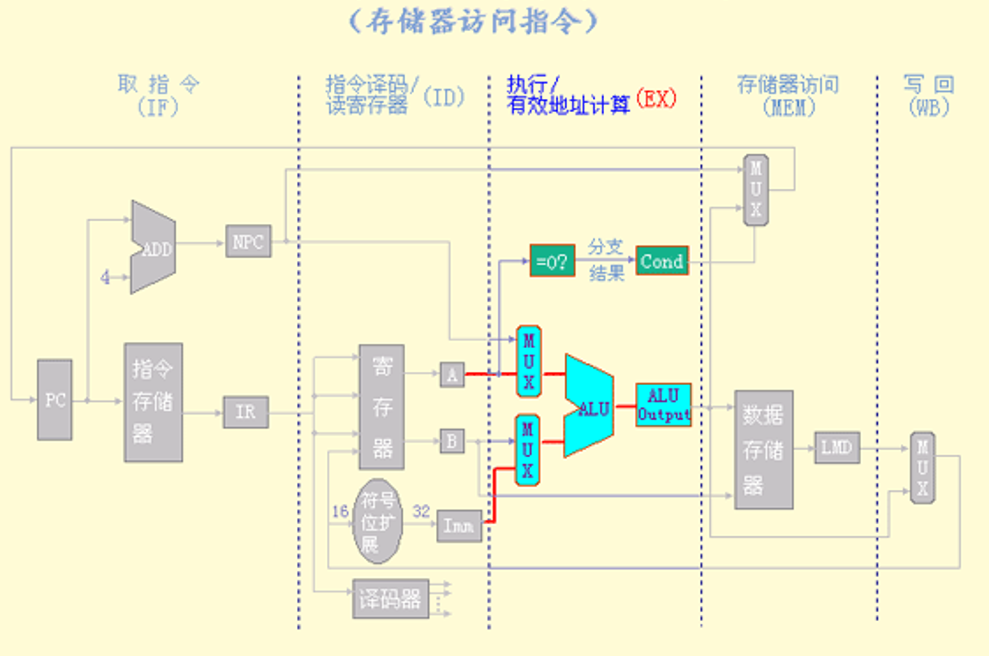 （存储器访问指令）
取 指 令
(IF)
指令译码/
读寄存器
(ID)
执行/
有效地址计算
(EX)
存储器访问
(MEM)
写 回
(WB)
MUX
ADD
NPC
4
=0?
分支
结果
Cond
PC
指令
存储
器
IR
寄
存
器
A
B
MUX
MUX
ALU
ALU
Output
数据
存储
器
LMD
MUX
16
符号
位扩
展
32
Imm
译码器